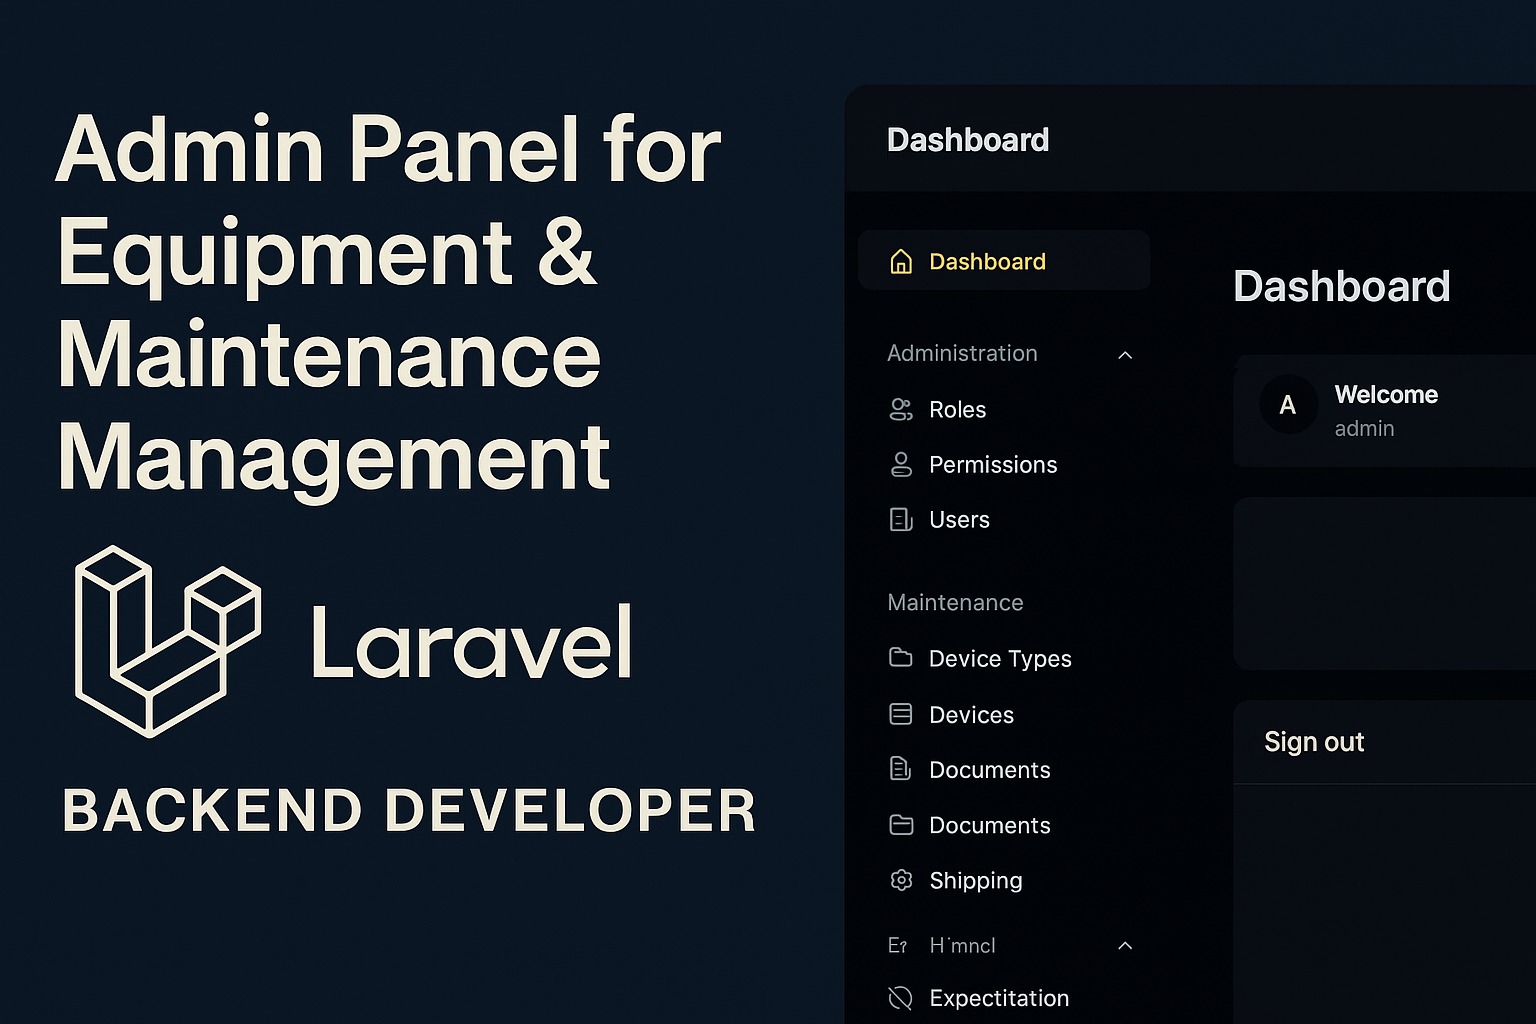 Admin Panel for
Equipment &
Maintenance
Management
Laravel
BACKEND DEVELOPER
Dashboard
Dashboard
Administration
Roles
Permissions
Users
Maintenance
Device Types
Devices
Documents
Documents
Shipping
Expectitation
Dashboard
A
Welcome
admin
Sign out